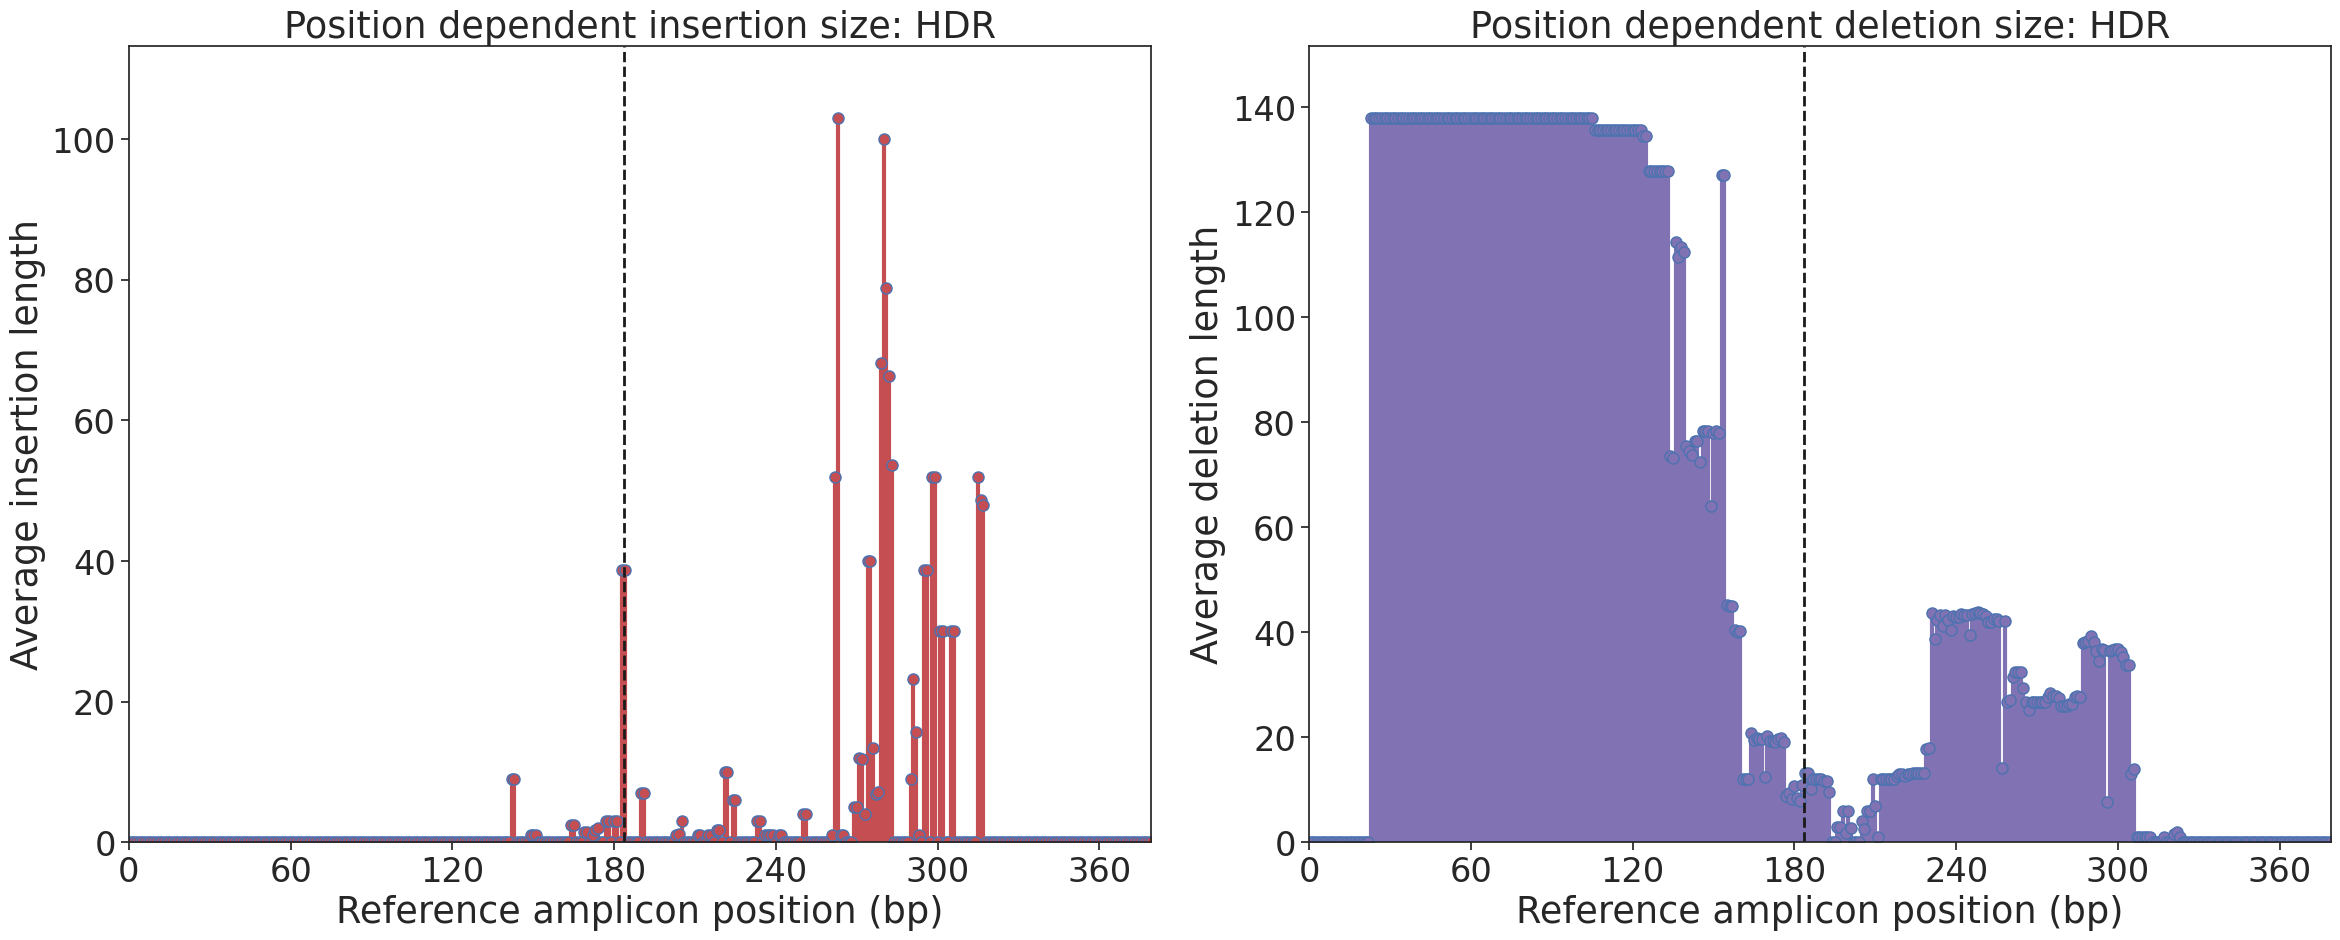 Position dependent insertion size: HDR
Average insertion length
100
80
60
40
20
0
0 60 120 180 240 300 360
Reference amplicon position (bp)
Position dependent deletion size: HDR
Average deletion length
140
120
100
80
60
40
20
0
0 60 120 180 240 300 360
Reference amplicon position (bp)